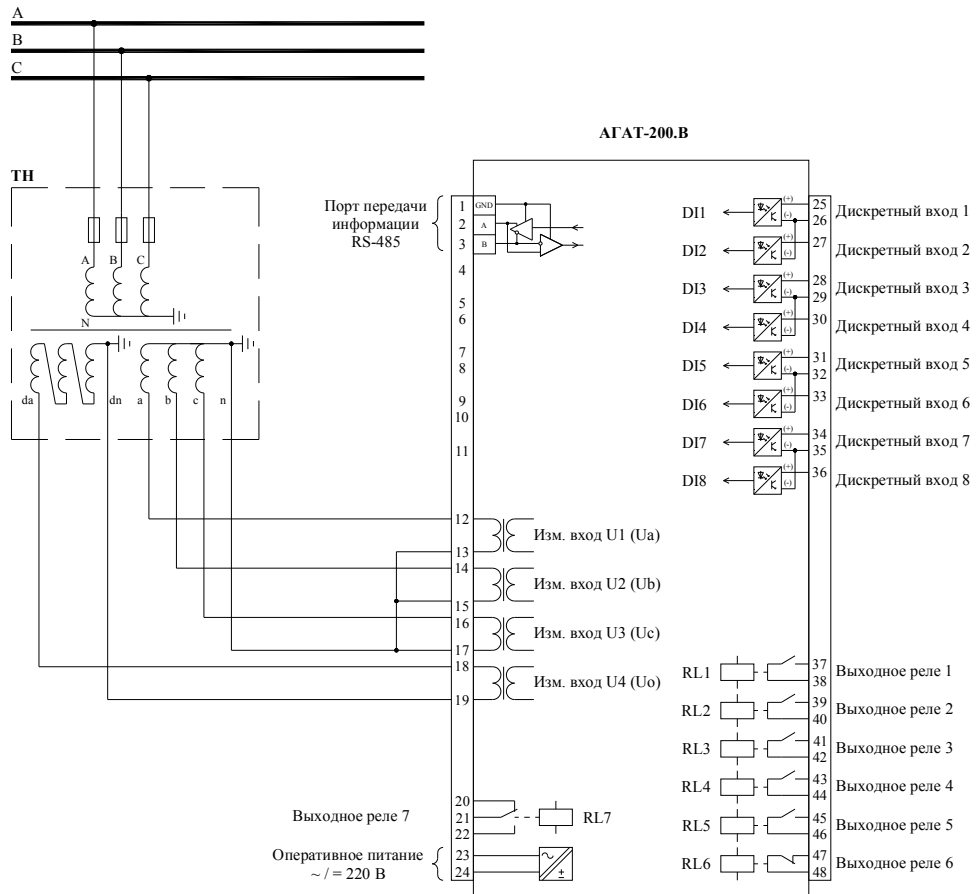 A
B
C
АГАТ-200.В
ТН
A B C
N
da dn a b c n
Порт передачи
информации
RS-485
1 GND
2 A
3 B
4
5
6
7
8
9
10
11
12
13
14
15
16
17
18
19
20
21
22
23
24
Изм. вход U1 (Ua)
Изм. вход U2 (Ub)
Изм. вход U3 (Uc)
Изм. вход U4 (Uo)
Выходное реле 7
RL7
Оперативное питание
~ / = 220 В
~
±
DI1 (+) 25 Дискретный вход 1
(-) 26
DI2 (+) 27 Дискретный вход 2
(-)
DI3 (+) 28 Дискретный вход 3
(-) 29
DI4 (+) 30 Дискретный вход 4
(-)
DI5 (+) 31 Дискретный вход 5
(-) 32
DI6 (+) 33 Дискретный вход 6
(-)
DI7 (+) 34 Дискретный вход 7
(-) 35
DI8 (+) 36 Дискретный вход 8
(-)
RL1 37 Выходное реле 1
38
RL2 39 Выходное реле 2
40
RL3 41 Выходное реле 3
42
RL4 43 Выходное реле 4
44
RL5 45 Выходное реле 5
46
RL6 47 Выходное реле 6
48